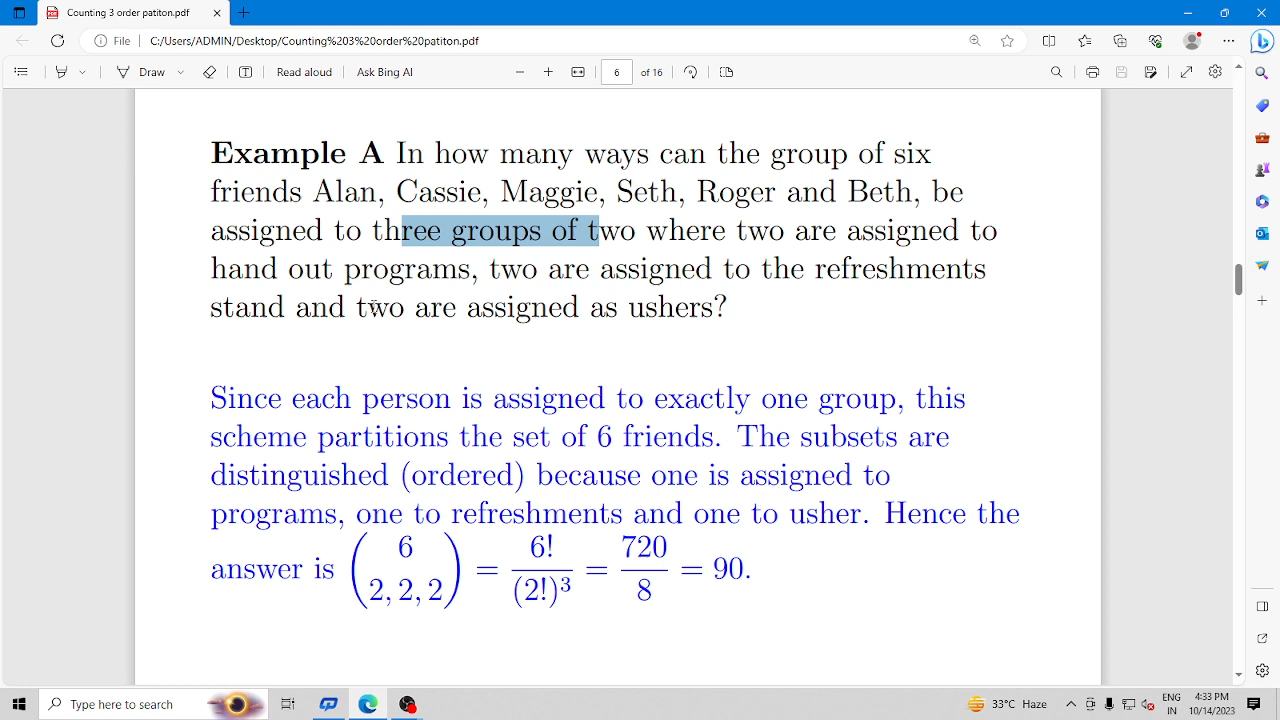 Counting 3 order patiton.pdf
File C:/Users/ADMIN/Desktop/Counting%203%20order%20patiton.pdf
Draw Read aloud Ask Bing AI 6 of 16
Example A In how many ways can the group of six
friends Alan, Cassie, Maggie, Seth, Roger and Beth, be
assigned to three groups of two where two are assigned to
hand out programs, two are assigned to the refreshments
stand and two are assigned as ushers?
Since each person is assigned to exactly one group, this
scheme partitions the set of 6 friends. The subsets are
distinguished (ordered) because one is assigned to
programs, one to refreshments and one to usher. Hence the
answer is (6 2, 2, 2) = 6!/(2!)³ = 720/8 = 90.
Type here to search 33°C Haze ENG IN 4:33 PM 10/14/2023